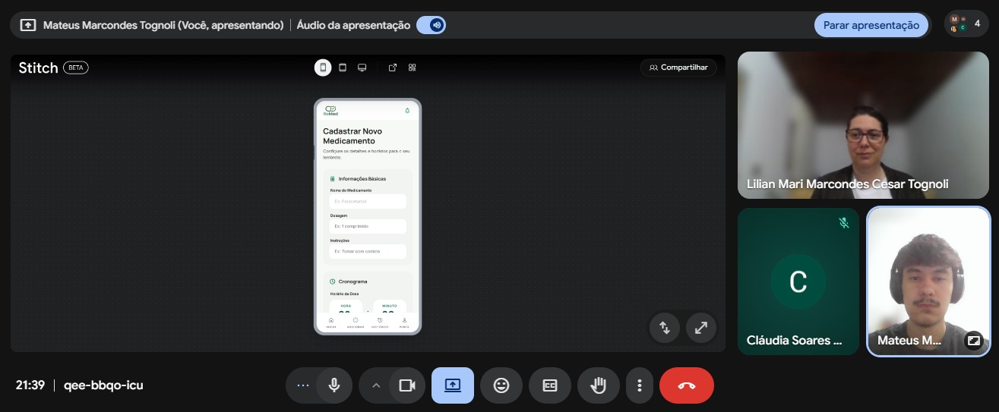 Mateus Marcondes Tognoli (Você, apresentando)
Áudio da apresentação
Parar apresentação
M
C
4
Stitch
BETA
Compartilhar
ReMed
Cadastrar Novo
Medicamento
Configure os detalhes e horários para o seu
lembrete.
Informações Básicas
Nome do Medicamento
Ex: Paracetamol
Dosagem
Ex: 1 comprimido
Instruções
Ex: Tomar com comida
Cronograma
Horário da Dose
HORA
MINUTO
INÍCIO
ADICIONAR
HISTÓRICO
PERFIL
Lilian Mari Marcondes Cesar Tognoli
C
Cláudia Soares ...
Mateus M...
21:39
qee-bbqo-icu
CC